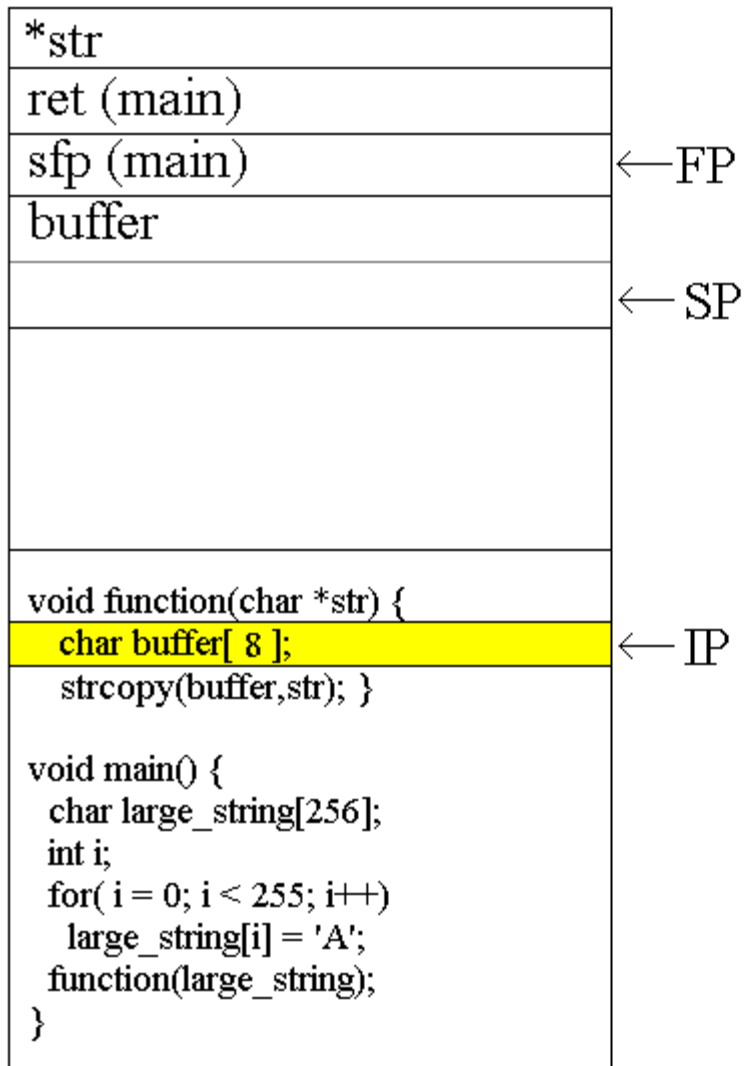 *str
ret (main)
sfp (main)
←FP
buffer
← SP
void function(char *str) {
char buffer[ 8 ];
← IP
strcopy(buffer,str); }
void main() {
char large_string[256];
int i;
for( i = 0; i < 255; i++)
large_string[i] = 'A';
function(large_string);
}